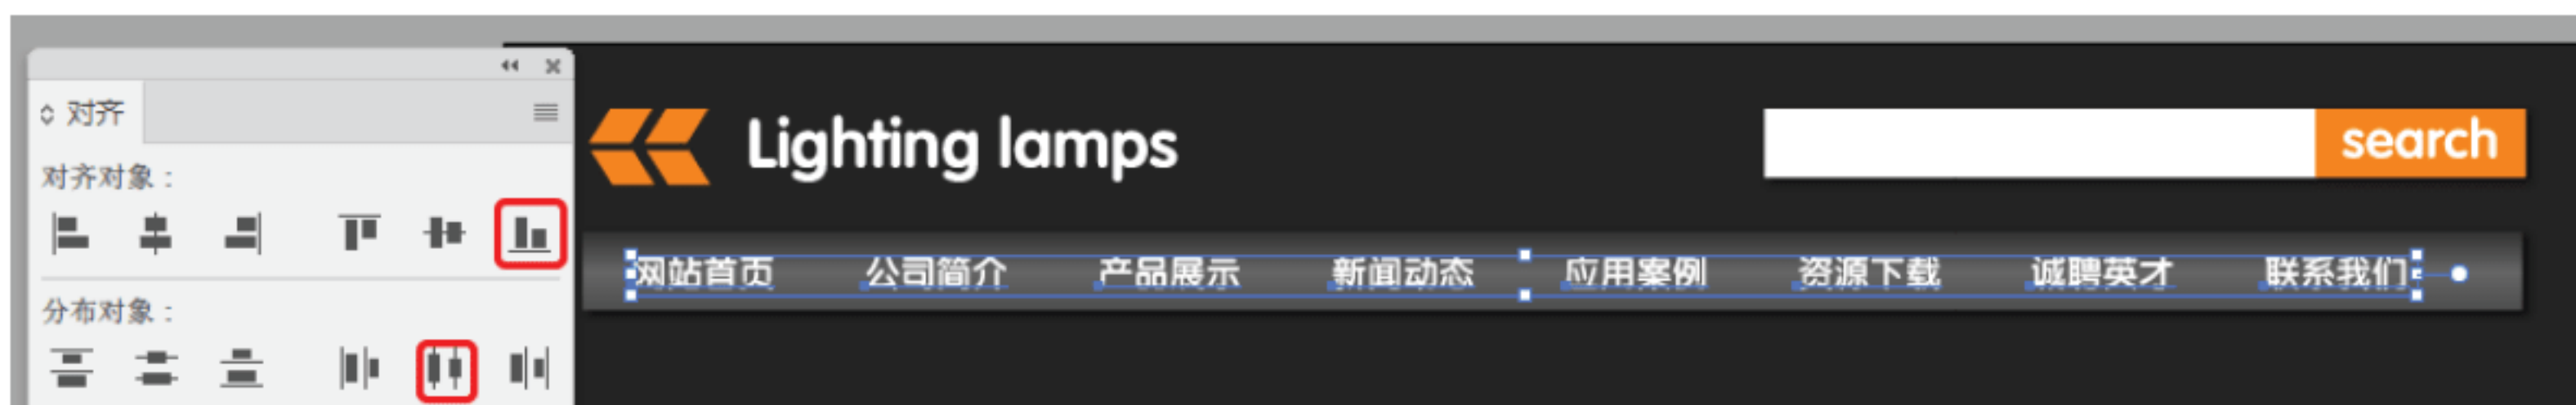 对齐
对齐对象：
分布对象：
Lighting lamps
search
网站首页 公司简介 产品展示 新闻动态 应用案例 资源下载 诚聘英才 联系我们